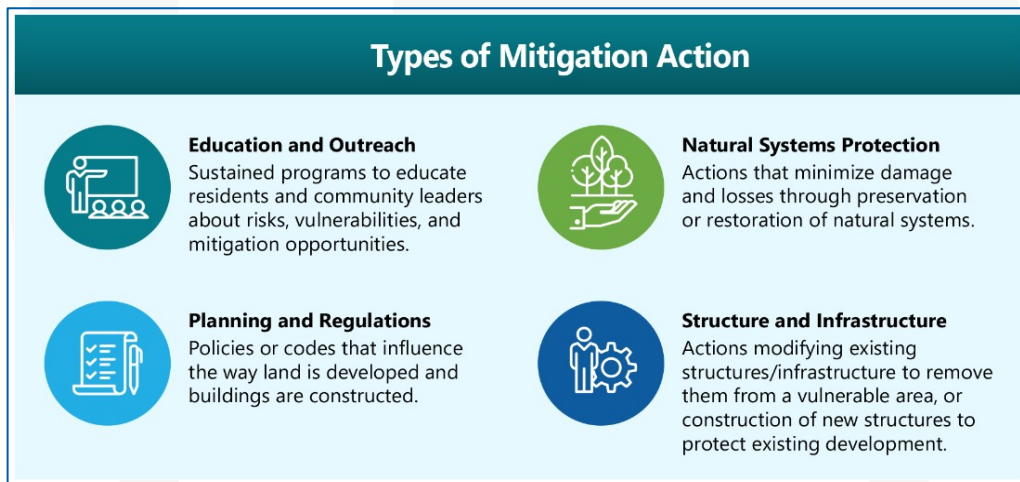 Types of Mitigation Action
Education and Outreach
Sustained programs to educate
residents and community leaders
about risks, vulnerabilities, and
mitigation opportunities.
Natural Systems Protection
Actions that minimize damage
and losses through preservation
or restoration of natural systems.
Planning and Regulations
Policies or codes that influence
the way land is developed and
buildings are constructed.
Structure and Infrastructure
Actions modifying existing
structures/infrastructure to remove
them from a vulnerable area, or
construction of new structures to
protect existing development.